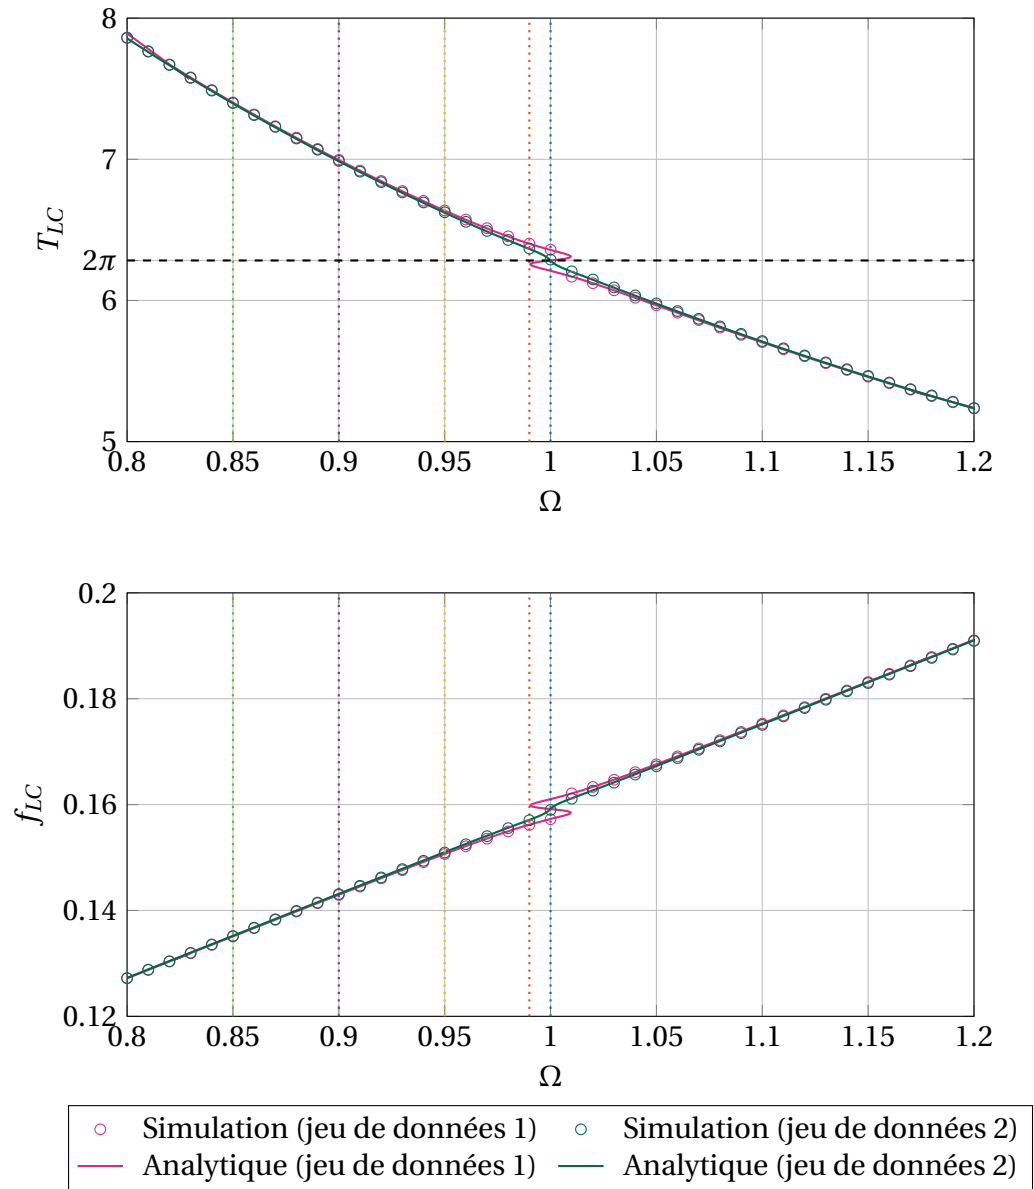 8
7
2π
6
5
T_LC
0.8 0.85 0.9 0.95 1 1.05 1.1 1.15 1.2
Ω
0.2
0.18
0.16
0.14
0.12
f_LC
0.8 0.85 0.9 0.95 1 1.05 1.1 1.15 1.2
Ω
Simulation (jeu de données 1) Simulation (jeu de données 2)
Analytique (jeu de données 1) Analytique (jeu de données 2)